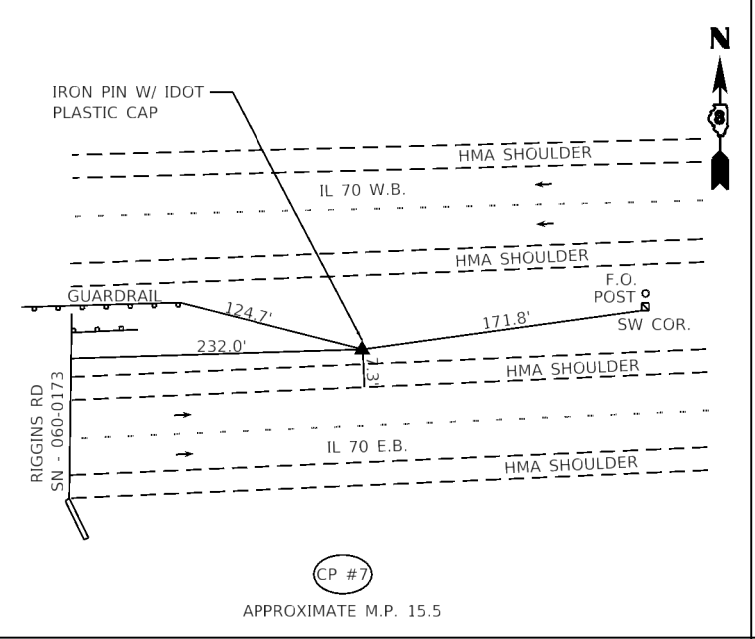 N
8
IRON PIN W/ IDOT
PLASTIC CAP
HMA SHOULDER
IL 70 W.B.
HMA SHOULDER
F.O.
POST
GUARDRAIL
124.7'
171.8'
SW COR.
232.0'
7.3'
HMA SHOULDER
RIGGINS RD
SN - 060-0173
IL 70 E.B.
HMA SHOULDER
CP #7
APPROXIMATE M.P. 15.5